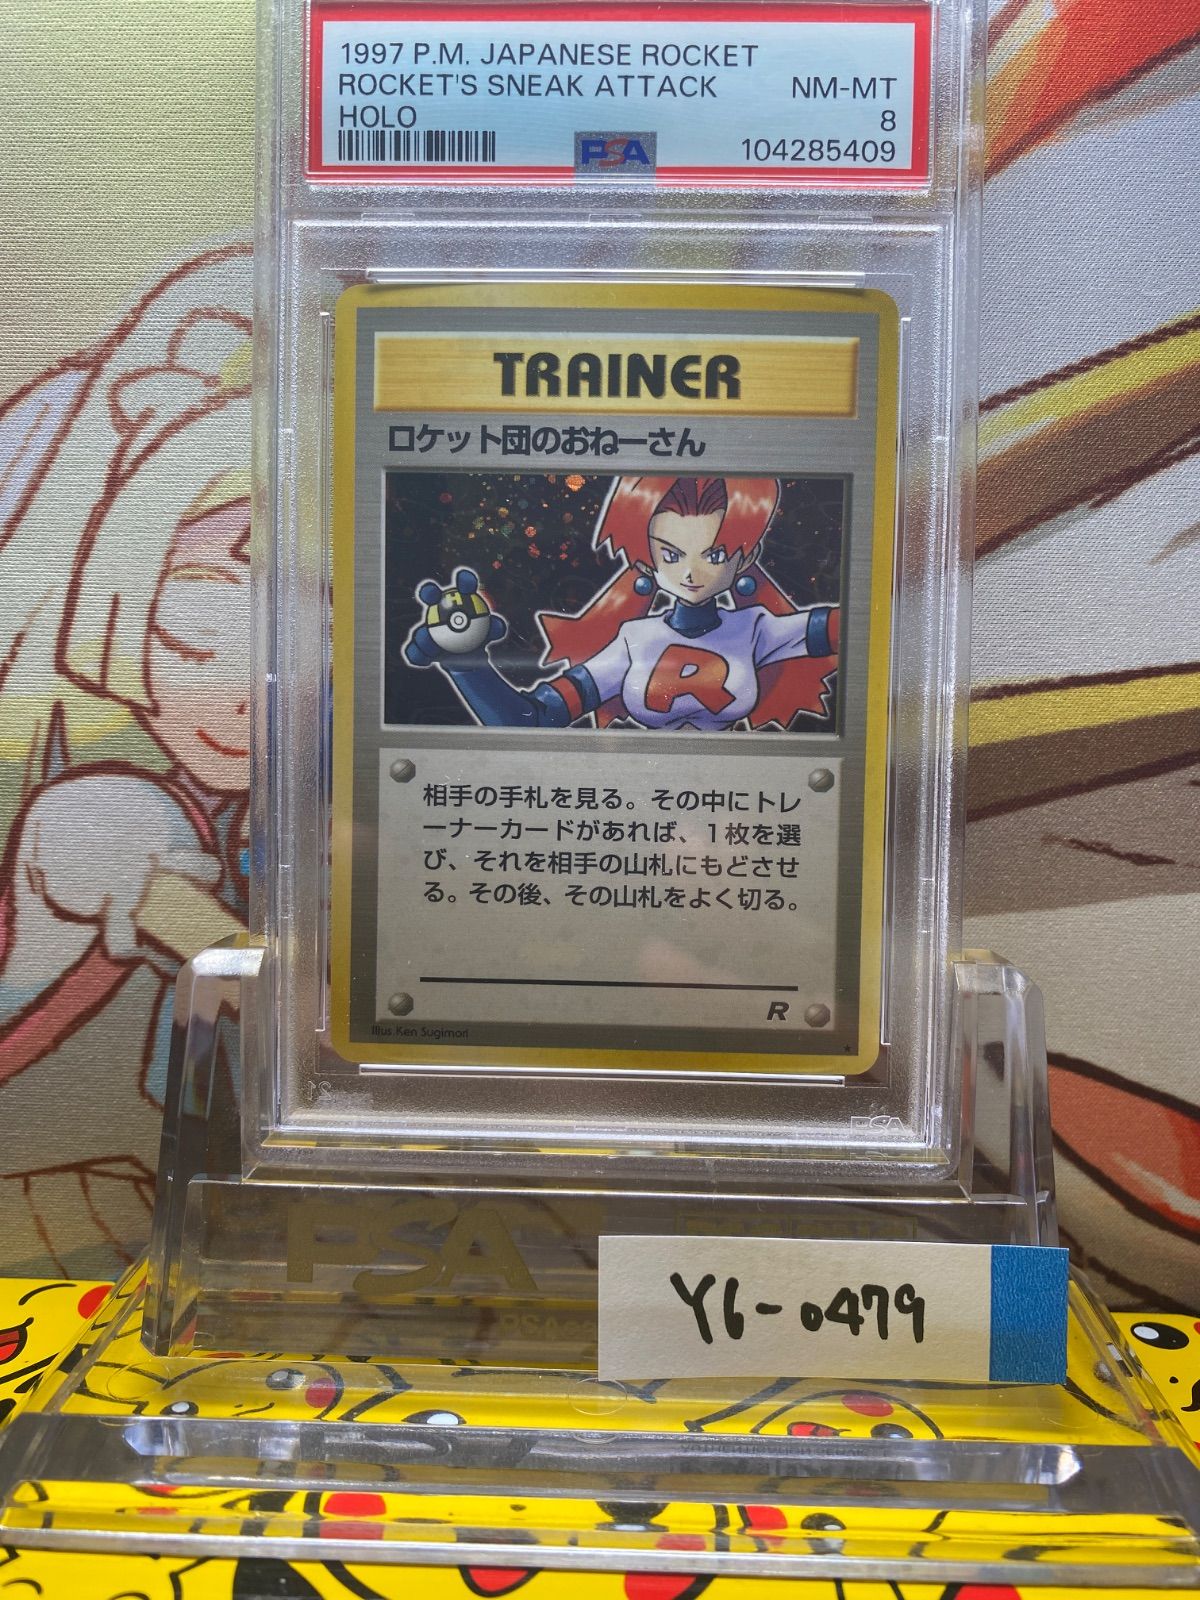 1997 P.M. JAPANESE ROCKET
ROCKET'S SNEAK ATTACK NM-MT
HOLO 8
PSA 104285409
TRAINER
ロケット団のおねーさん
R
相手の手札を見る。その中にトレ
ーナーカードがあれば、1枚を選
び、それを相手の山札にもどさせ
る。その後、その山札をよく切る。
R
Illus Ken Sugimori
PSA
PSA
Y6-0479